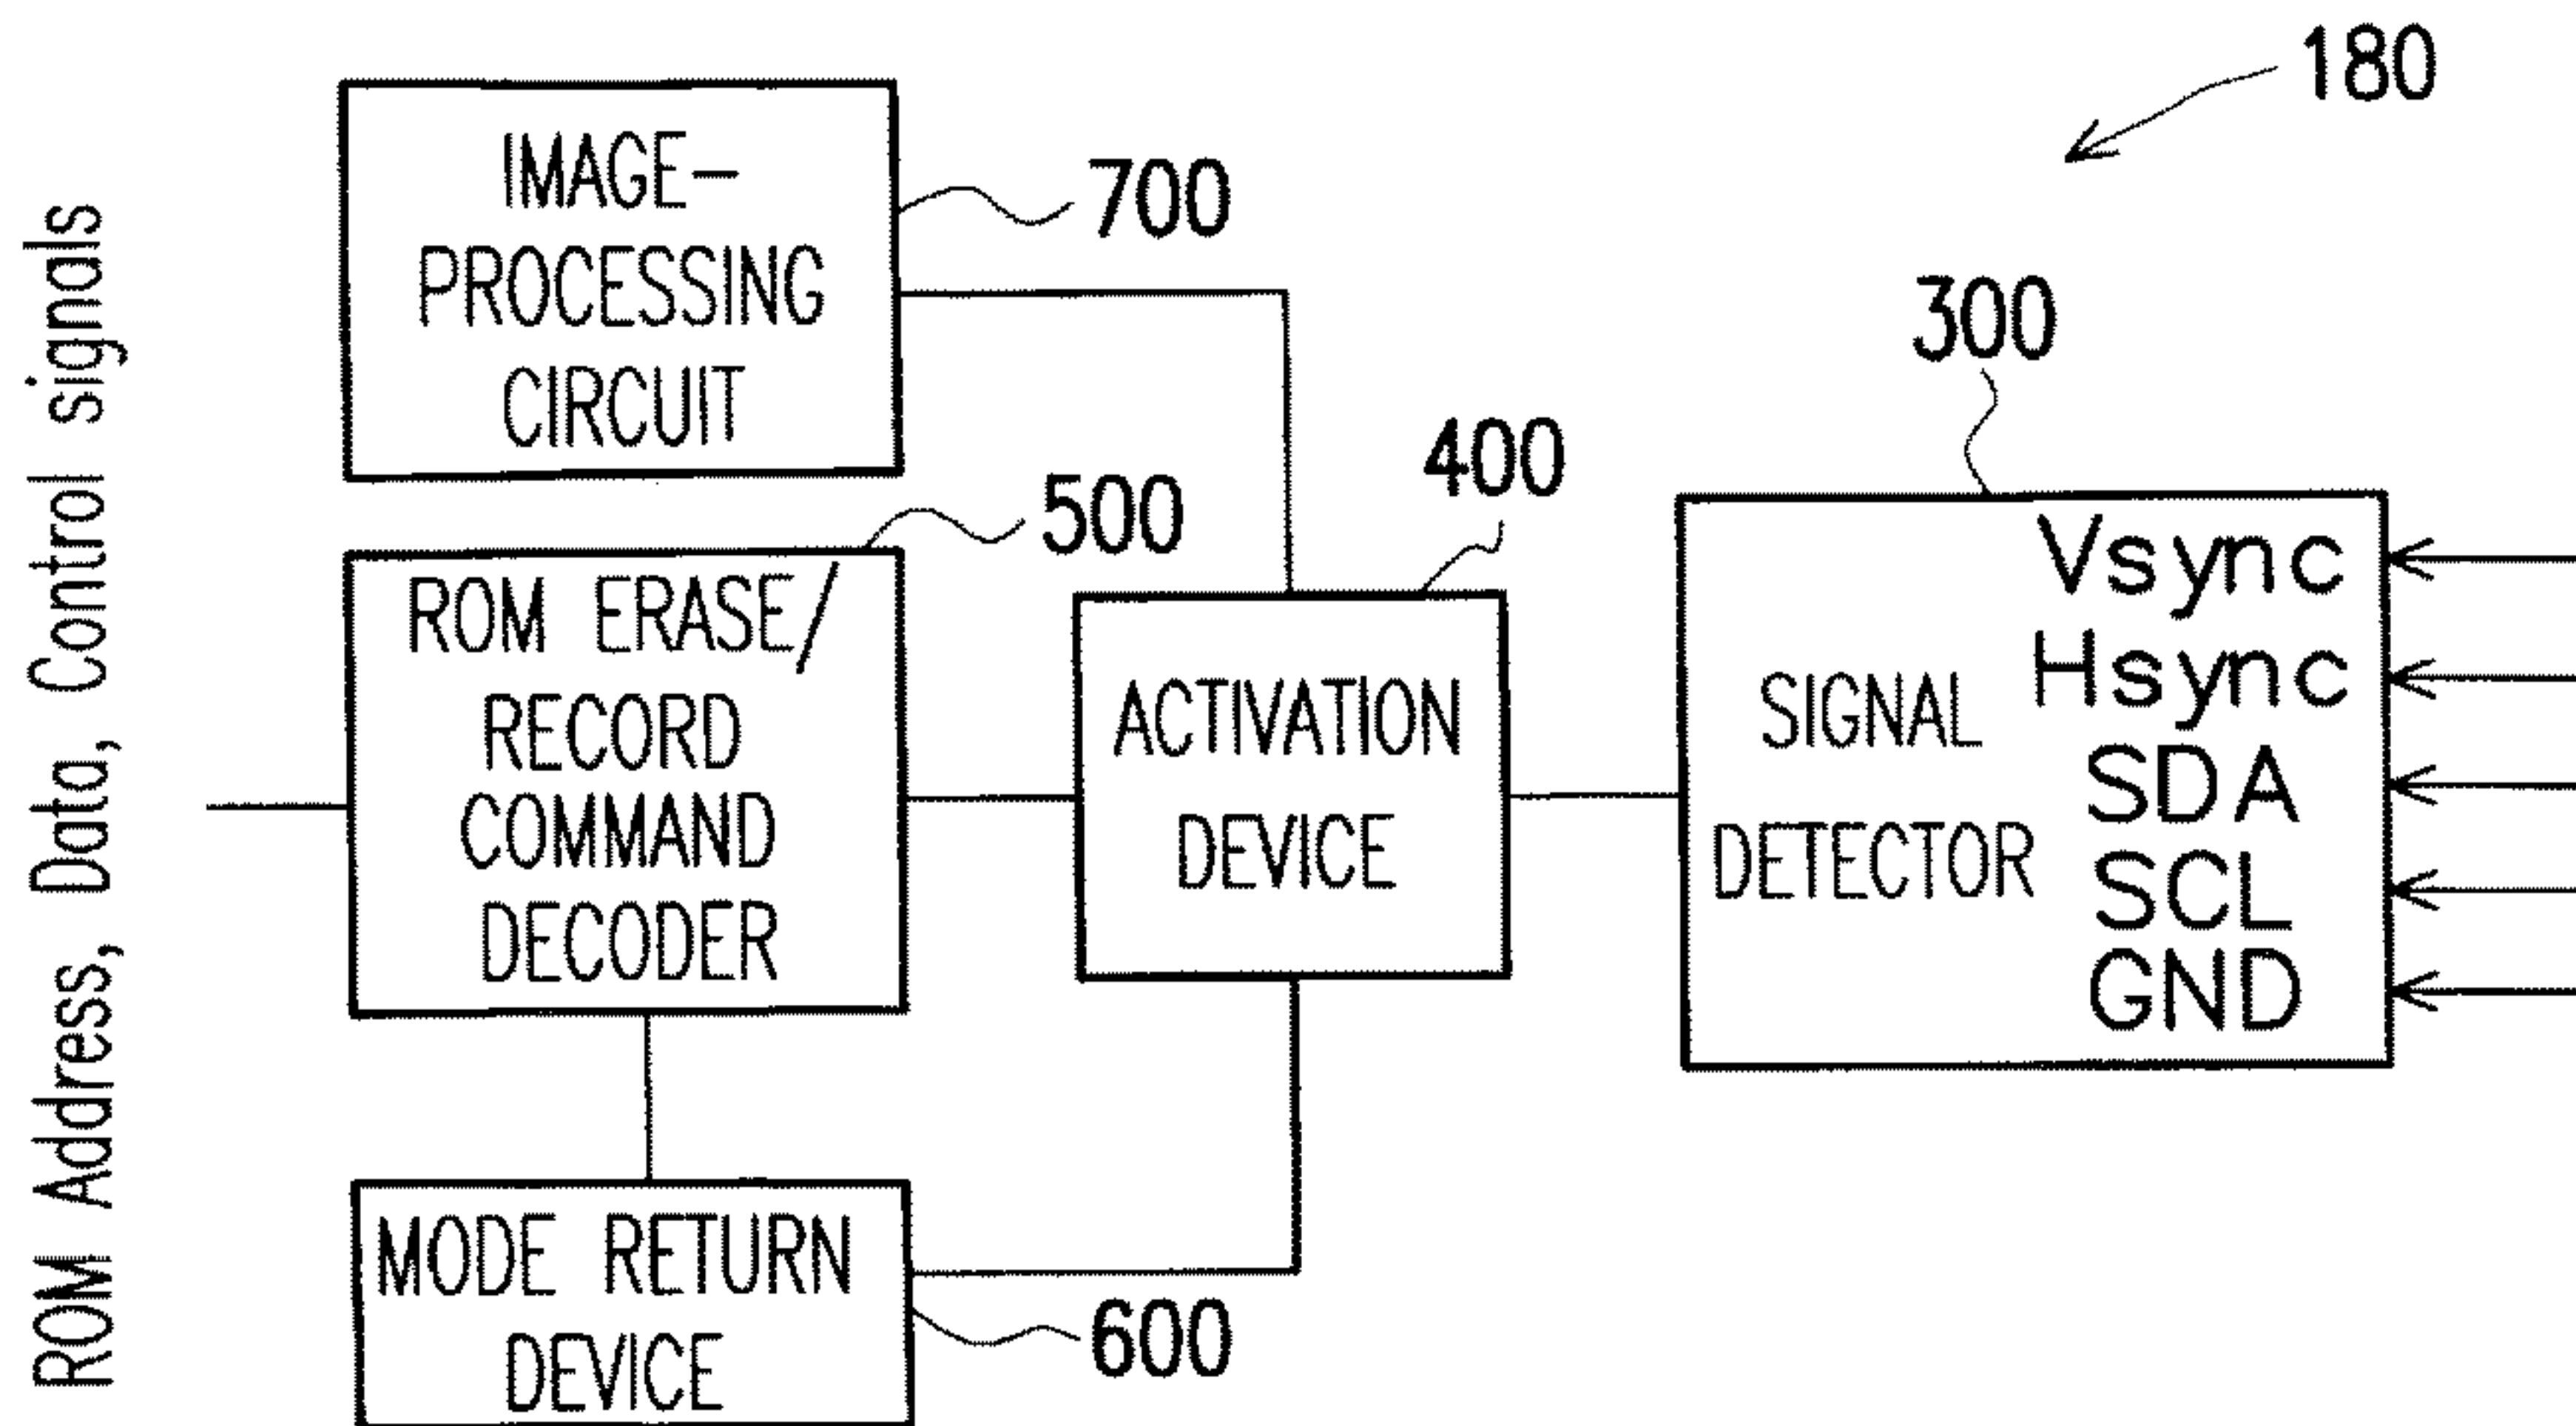 180
IMAGE-
PROCESSING
CIRCUIT
700
300
400
500
ROM ERASE/
RECORD
COMMAND
DECODER
ACTIVATION
DEVICE
SIGNAL
DETECTOR
Vsync
Hsync
SDA
SCL
GND
MODE RETURN
DEVICE
600
ROM Address, Data, Control signals